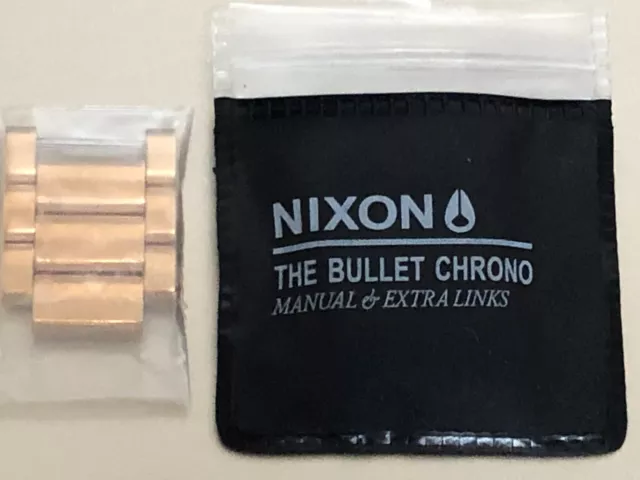 NIXON
THE BULLET CHRONO
MANUAL & EXTRA LINKS